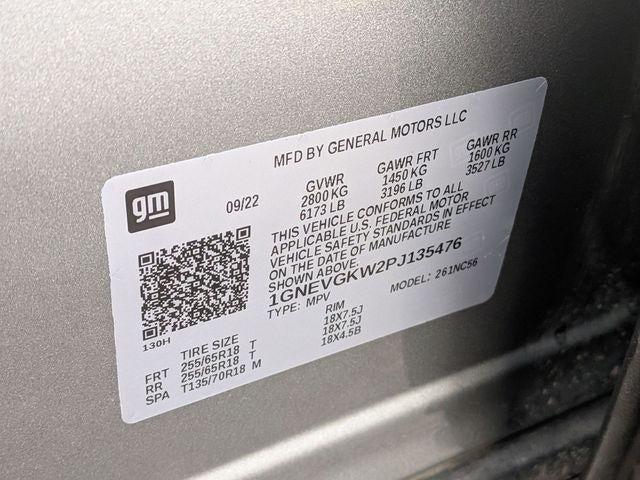 MFD BY GENERAL MOTORS LLC
gm
09/22
GVWR GAWR FRT GAWR RR
2800 KG 1450 KG 1600 KG
6173 LB 3196 LB 3527 LB
THIS VEHICLE CONFORMS TO ALL
APPLICABLE U.S. FEDERAL MOTOR
VEHICLE SAFETY STANDARDS IN EFFECT
ON THE DATE OF MANUFACTURE
SHOWN ABOVE.
1GNEVGKW2PJ135476
TYPE: MPV MODEL: 261NC56
130H
TIRE SIZE RIM
FRT 255/65R18 T 18X7.5J
RR 255/65R18 T 18X7.5J
SPA T135/70R18 M 18X4.5B